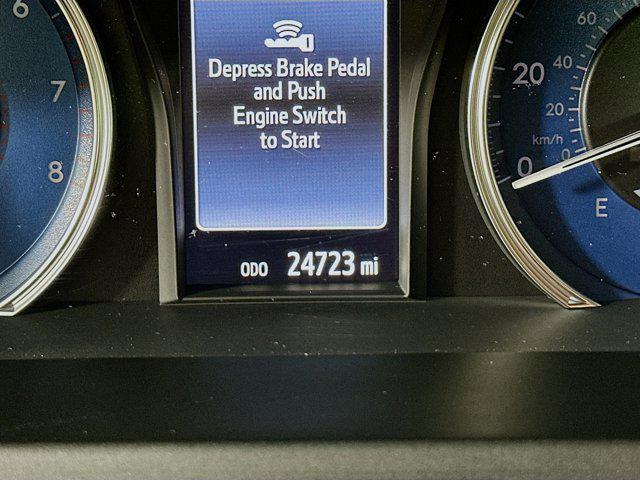 6
7
8
Depress Brake Pedal
and Push
Engine Switch
to Start
ODO 24723 mi
60
40
20
20
km/h
0
0
E